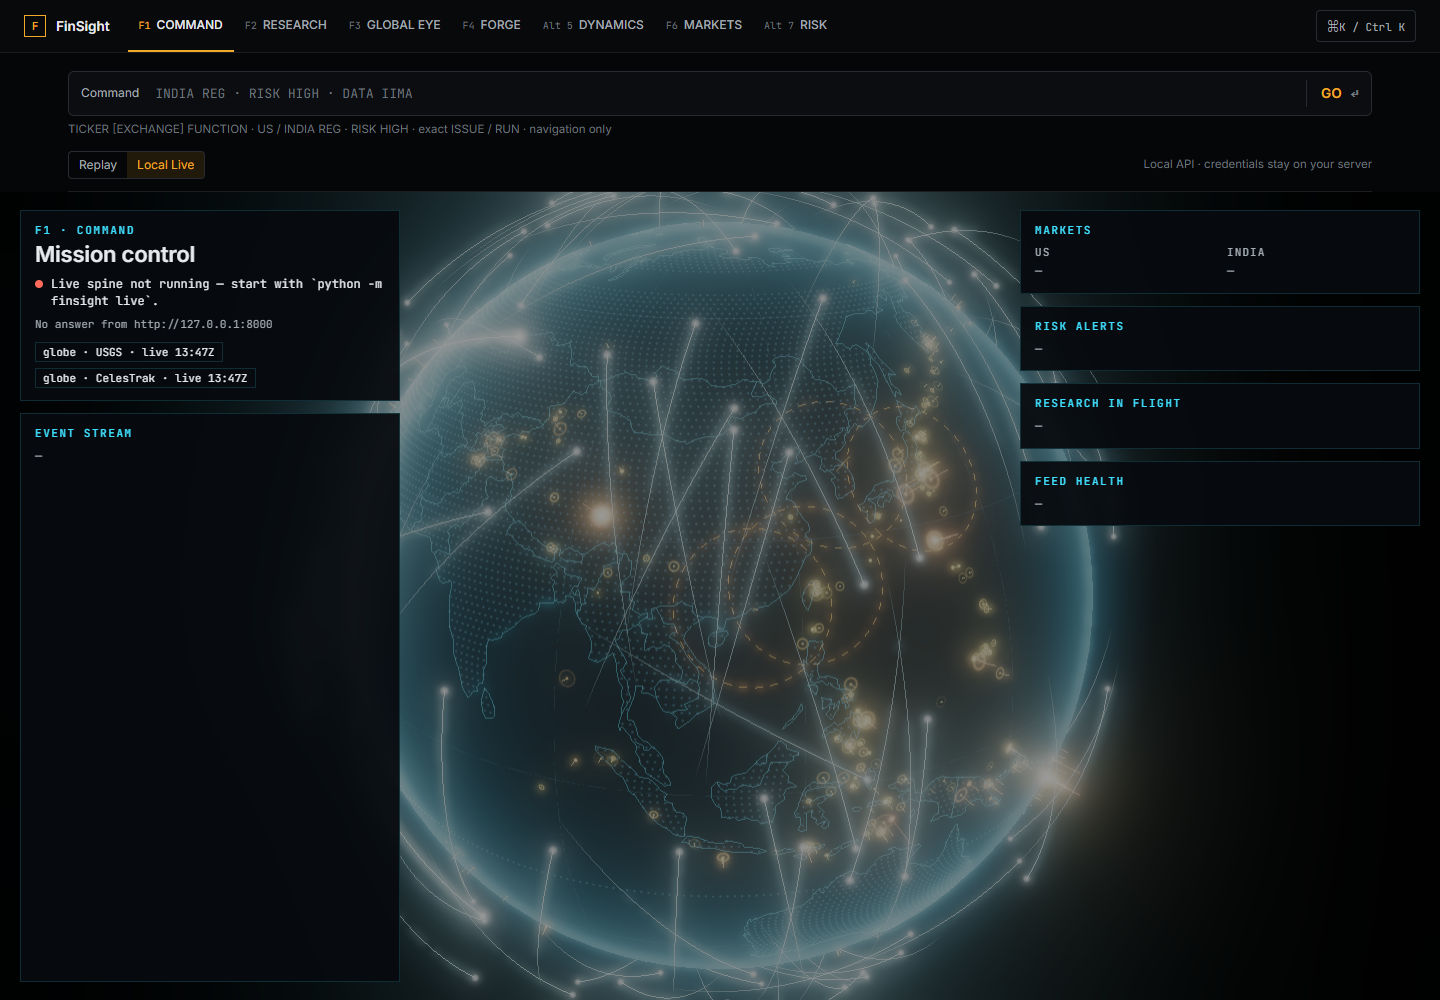 F FinSight F1 COMMAND F2 RESEARCH F3 GLOBAL EYE F4 FORGE Alt 5 DYNAMICS F6 MARKETS Alt 7 RISK ⌘K / Ctrl K
Command INDIA REG · RISK HIGH · DATA IIMA GO ↵
TICKER [EXCHANGE] FUNCTION · US / INDIA REG · RISK HIGH · exact ISSUE / RUN · navigation only
Replay Local Live Local API · credentials stay on your server
F1 · COMMAND
Mission control
Live spine not running — start with `python -m
finsight live`.
No answer from http://127.0.0.1:8000
globe · USGS · live 13:47Z
globe · CelesTrak · live 13:47Z
EVENT STREAM
—
MARKETS
US INDIA
— —
RISK ALERTS
—
RESEARCH IN FLIGHT
—
FEED HEALTH
—